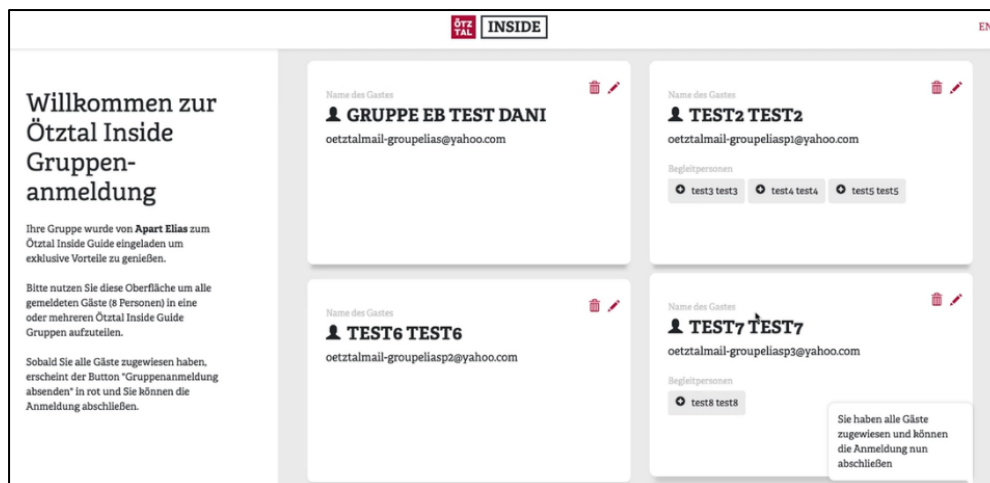 ÖTZ
TAL
INSIDE
EN
Willkommen zur
Ötztal Inside
Gruppen-
anmeldung
Ihre Gruppe wurde von Apart Elias zum
Ötztal Inside Guide eingeladen um
exklusive Vorteile zu genießen.
Bitte nutzen Sie diese Oberfläche um alle
gemeldeten Gäste (8 Personen) in eine
oder mehreren Ötztal Inside Guide
Gruppen aufzuteilen.
Sobald Sie alle Gäste zugewiesen haben,
erscheint der Button "Gruppenanmeldung
absenden" in rot und Sie können die
Anmeldung abschließen.
Name des Gastes
GRUPPE EB TEST DANI
oetztalmail-groupelias@yahoo.com
Name des Gastes
TEST2 TEST2
oetztalmail-groupeliasp1@yahoo.com
Begleitpersonen
test3 test3
test4 test4
test5 test5
Name des Gastes
TEST6 TEST6
oetztalmail-groupeliasp2@yahoo.com
Name des Gastes
TEST7 TEST7
oetztalmail-groupeliasp3@yahoo.com
Begleitpersonen
test8 test8
Sie haben alle Gäste
zugewiesen und können
die Anmeldung nun
abschließen